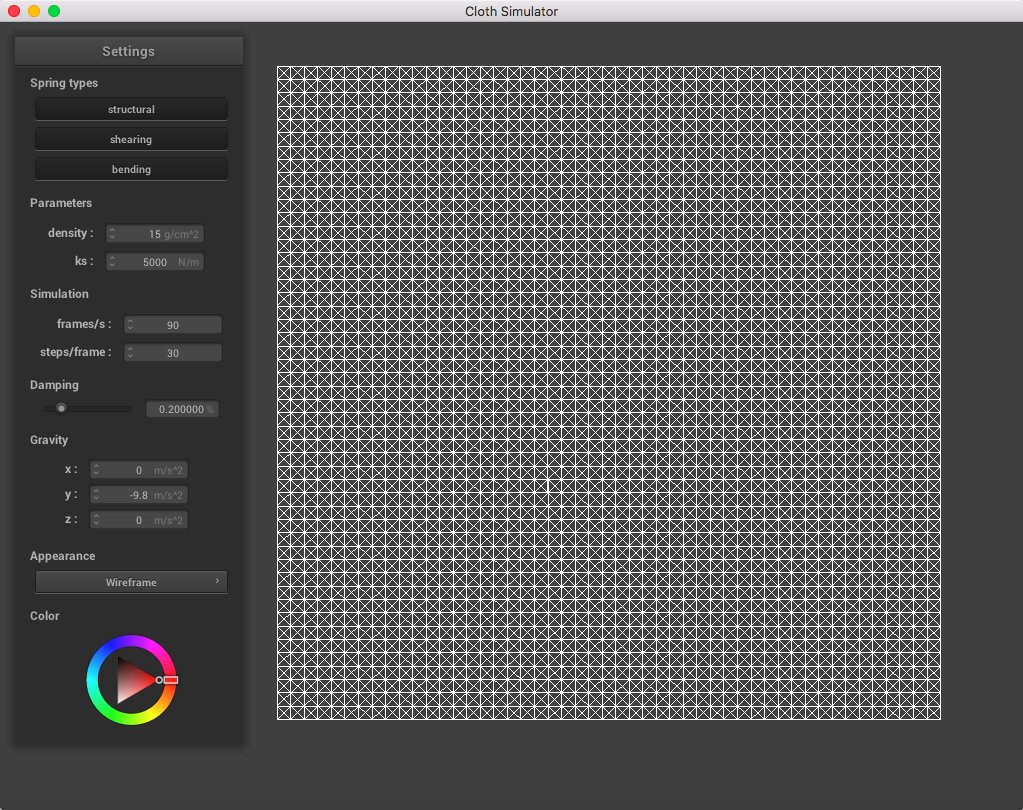 Cloth Simulator
Settings
Spring types
structural
shearing
bending
Parameters
density : 15 g/cm^2
ks : 5000 N/m
Simulation
frames/s : 90
steps/frame : 30
Damping
0.200000 %
Gravity
x : 0 m/s^2
y : -9.8 m/s^2
z : 0 m/s^2
Appearance
Wireframe ›
Color